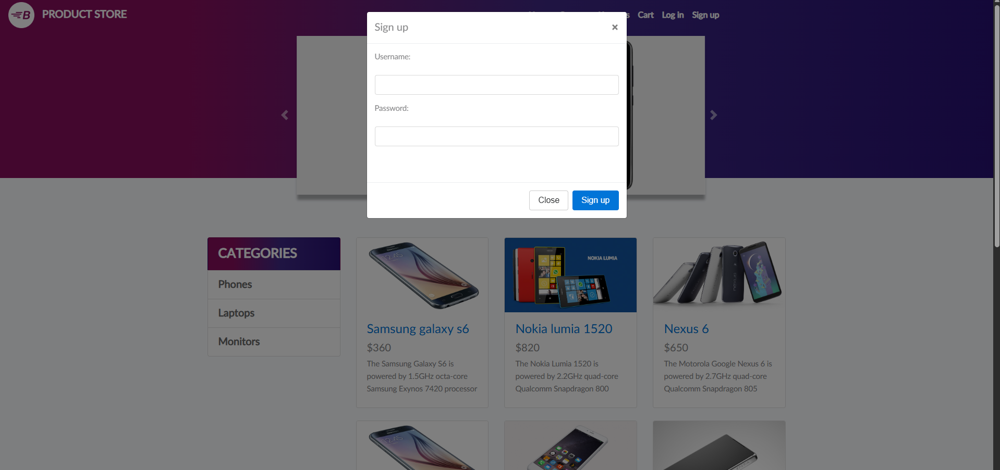 PRODUCT STORE
Cart Log in Sign up
Sign up
×
Username:
Password:
Close Sign up
CATEGORIES
Phones
Laptops
Monitors
NOKIA LUMIA
Samsung galaxy s6
$360
The Samsung Galaxy S6 is
powered by 1.5GHz octa-core
Samsung Exynos 7420 processor
Nokia lumia 1520
$820
The Nokia Lumia 1520 is
powered by 2.2GHz quad-core
Qualcomm Snapdragon 800
Nexus 6
$650
The Motorola Google Nexus 6 is
powered by 2.7GHz quad-core
Qualcomm Snapdragon 805